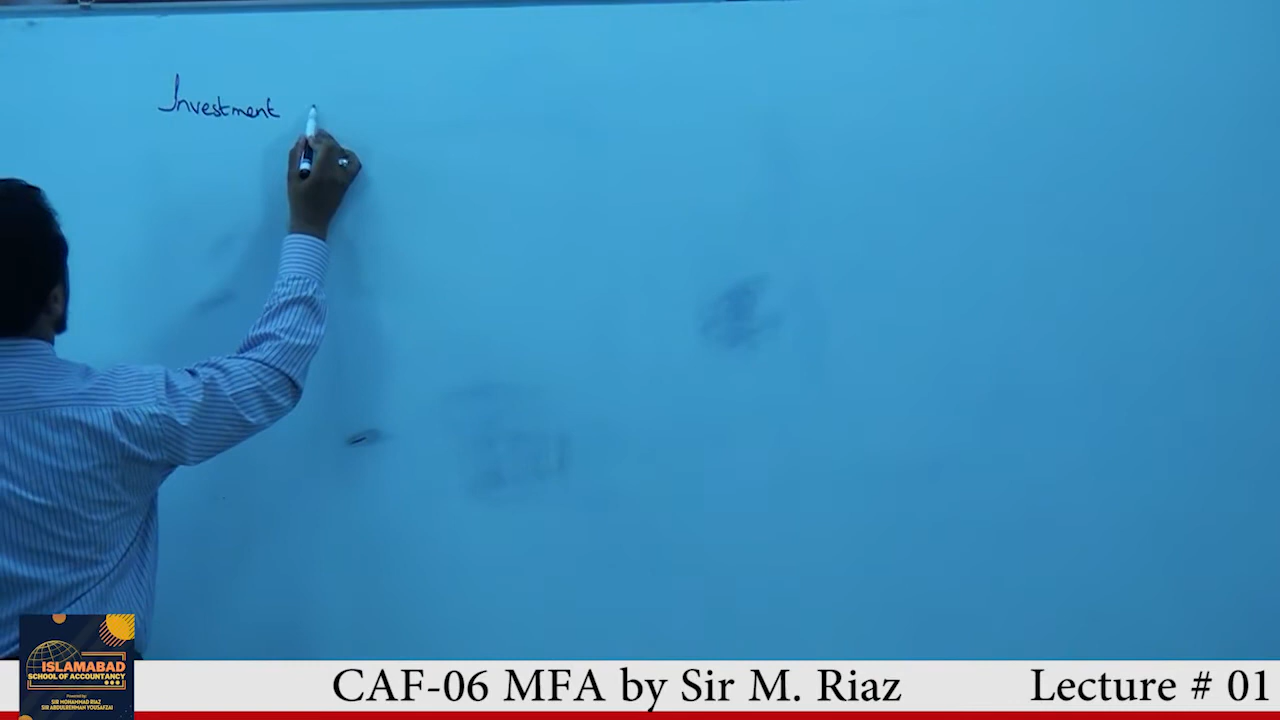 Investment
ISLAMABAD
SCHOOL OF ACCOUNTANCY
Powered by:
SIR MOHAMMAD RIAZ
SIR ABDULREHMAN YOUSAFZAI
CAF-06 MFA by Sir M. Riaz
Lecture # 01